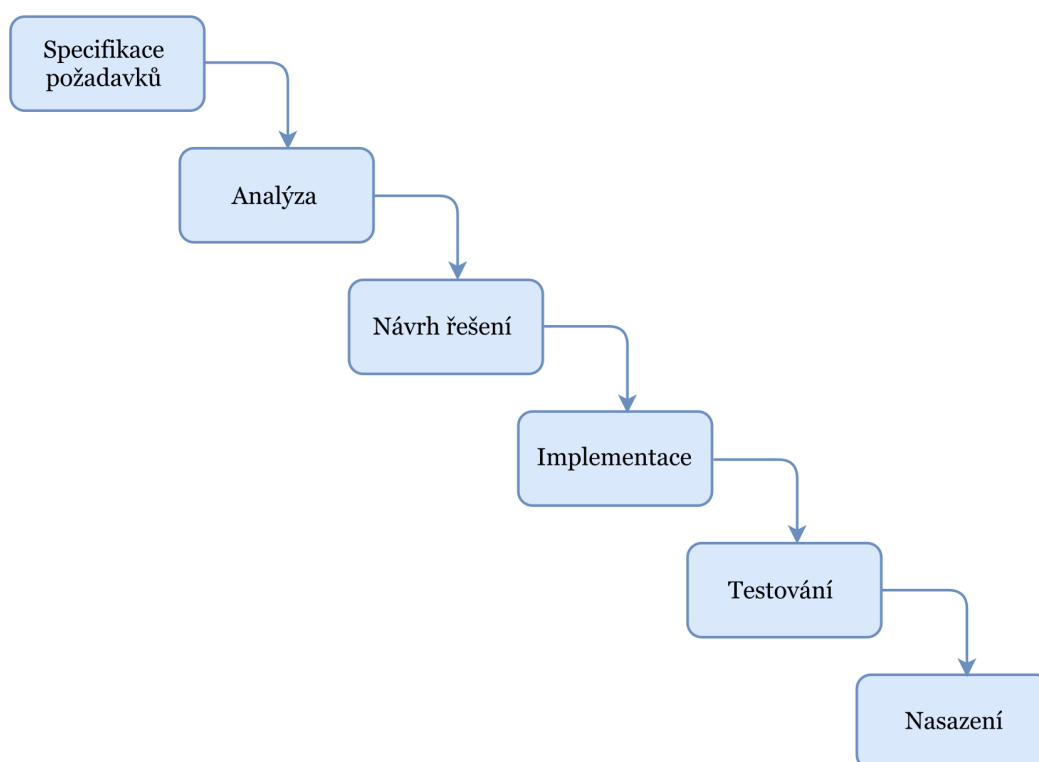 Specifikace
požadavků
Analýza
Návrh řešení
Implementace
Testování
Nasazení